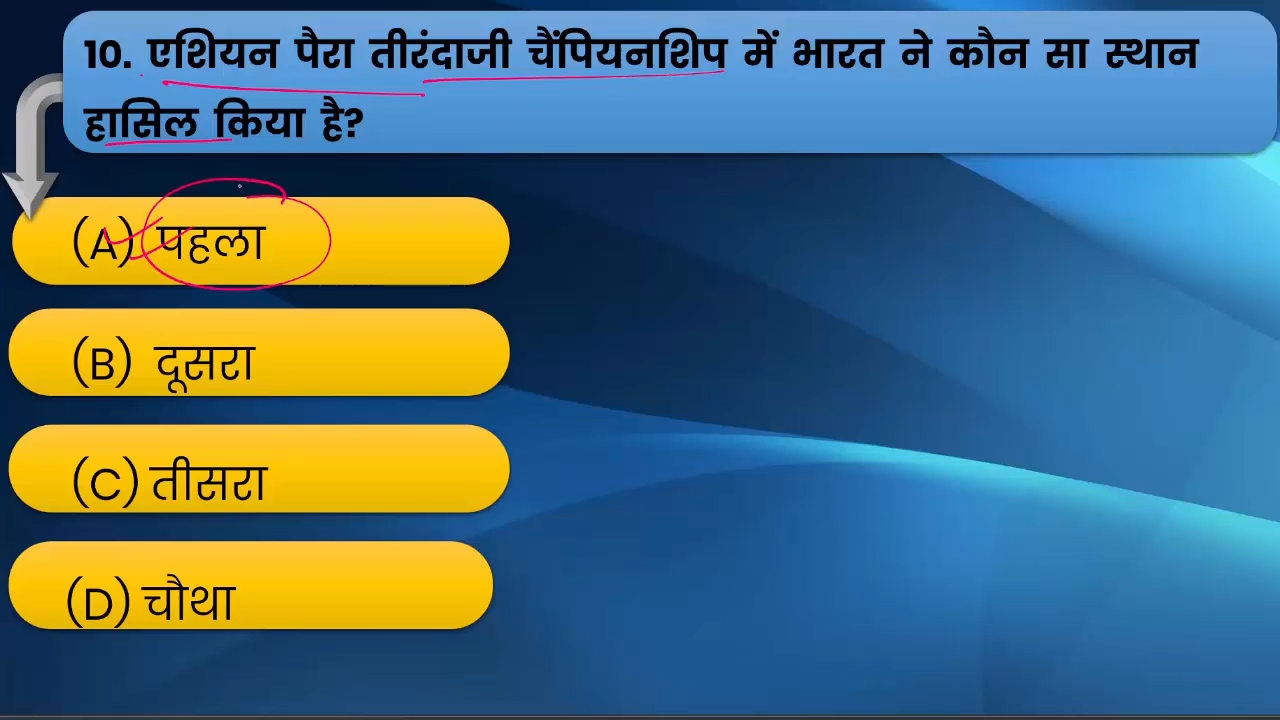 10. एशियन पैरा तीरंदाजी चैंपियनशिप में भारत ने कौन सा स्थान
हासिल किया है?
(A) पहला
(B) दूसरा
(C) तीसरा
(D) चौथा